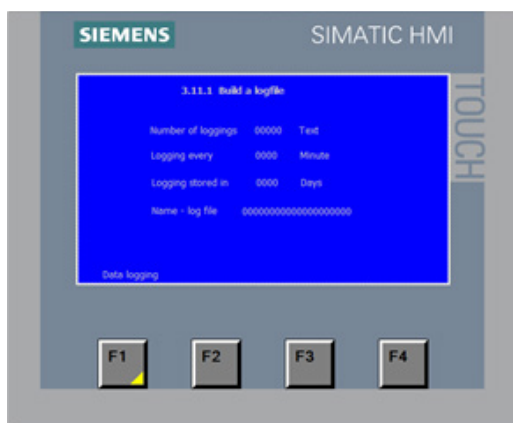 SIEMENS
SIMATIC HMI
TOUCH
3.11.1 Build a logfile
Number of loggings 00000 Text
Logging every 0000 Minute
Logging stored in 0000 Days
Name - log file 00000000000000000000
Data logging
F1 F2 F3 F4